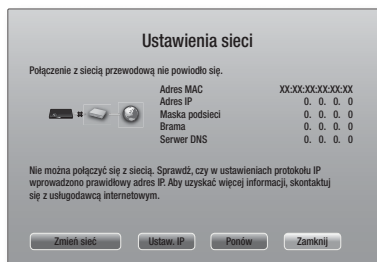 Ustawienia sieci
Połączenie z siecią przewodową nie powiodło się.
Adres MAC XX:XX:XX:XX:XX:XX
Adres IP 0. 0. 0. 0
Maska podsieci 0. 0. 0. 0
Brama 0. 0. 0. 0
Serwer DNS 0. 0. 0. 0
Nie można połączyć się z siecią. Sprawdź, czy w ustawieniach protokołu IP
wprowadzono prawidłowy adres IP. Aby uzyskać więcej informacji, skontaktuj
się z usługodawcą internetowym.
Zmień sieć Ustaw. IP Ponów Zamknij